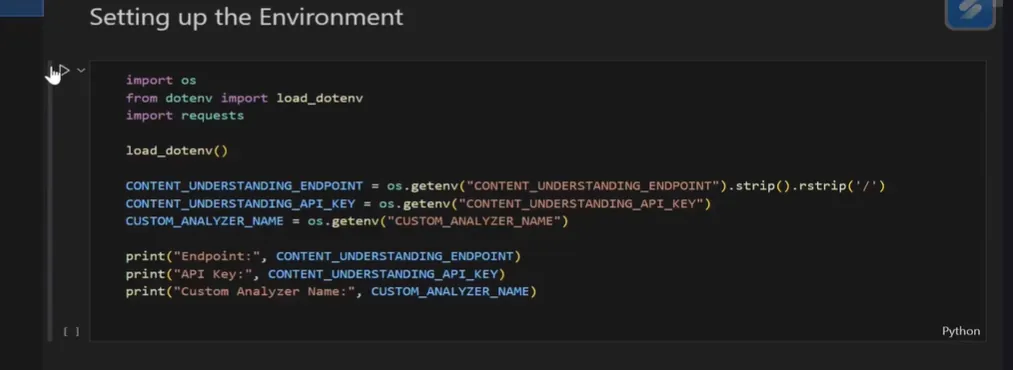 Setting up the Environment
import os
from dotenv import load_dotenv
import requests
load_dotenv()
CONTENT_UNDERSTANDING_ENDPOINT = os.getenv("CONTENT_UNDERSTANDING_ENDPOINT").strip().rstrip('/')
CONTENT_UNDERSTANDING_API_KEY = os.getenv("CONTENT_UNDERSTANDING_API_KEY")
CUSTOM_ANALYZER_NAME = os.getenv("CUSTOM_ANALYZER_NAME")
print("Endpoint:", CONTENT_UNDERSTANDING_ENDPOINT)
print("API Key:", CONTENT_UNDERSTANDING_API_KEY)
print("Custom Analyzer Name:", CUSTOM_ANALYZER_NAME)
[ ]
Python